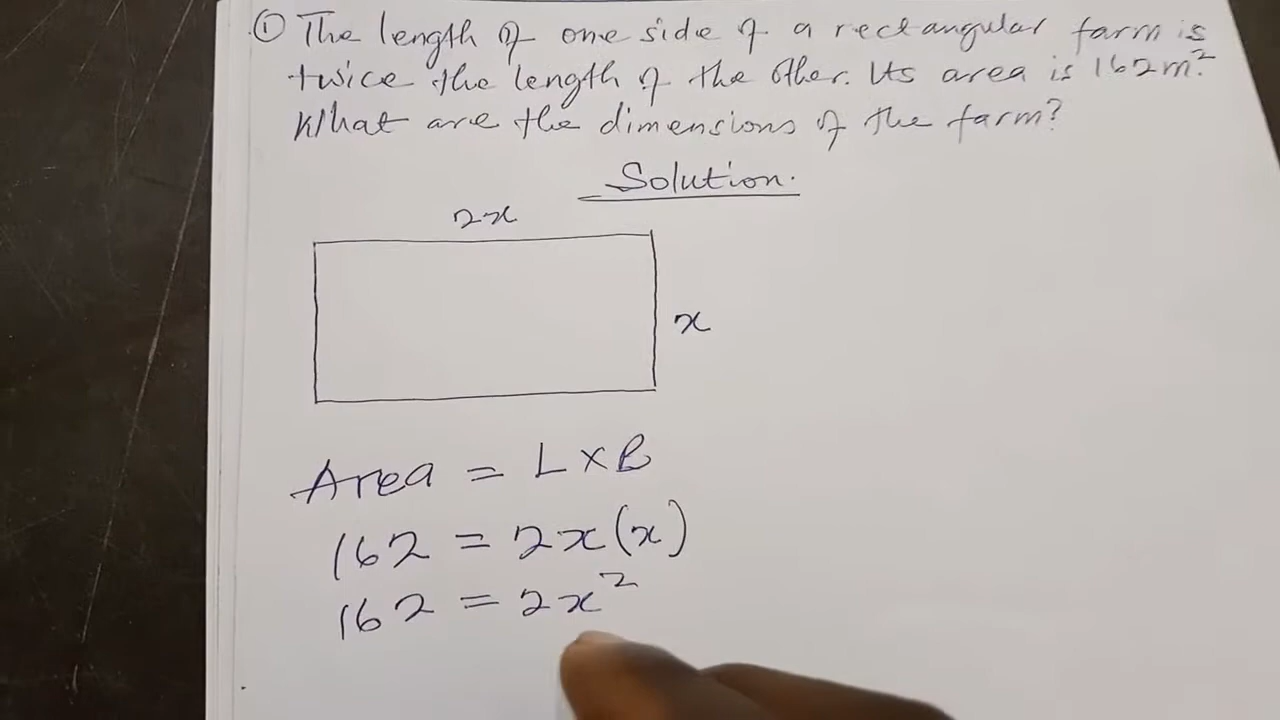 ① The length of one side of a rectangular farm is
twice the length of the other. Its area is 162m².
What are the dimensions of the farm?
Solution.
2x
x
Area = L×B
162 = 2x(x)
162 = 2x²